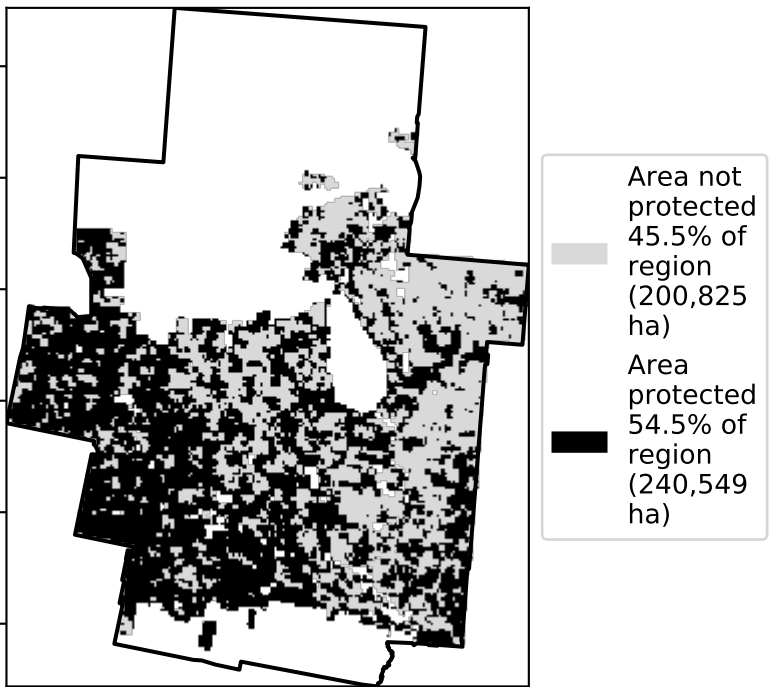 Area not
protected
45.5% of
region
(200,825
ha)
Area
protected
54.5% of
region
(240,549
ha)